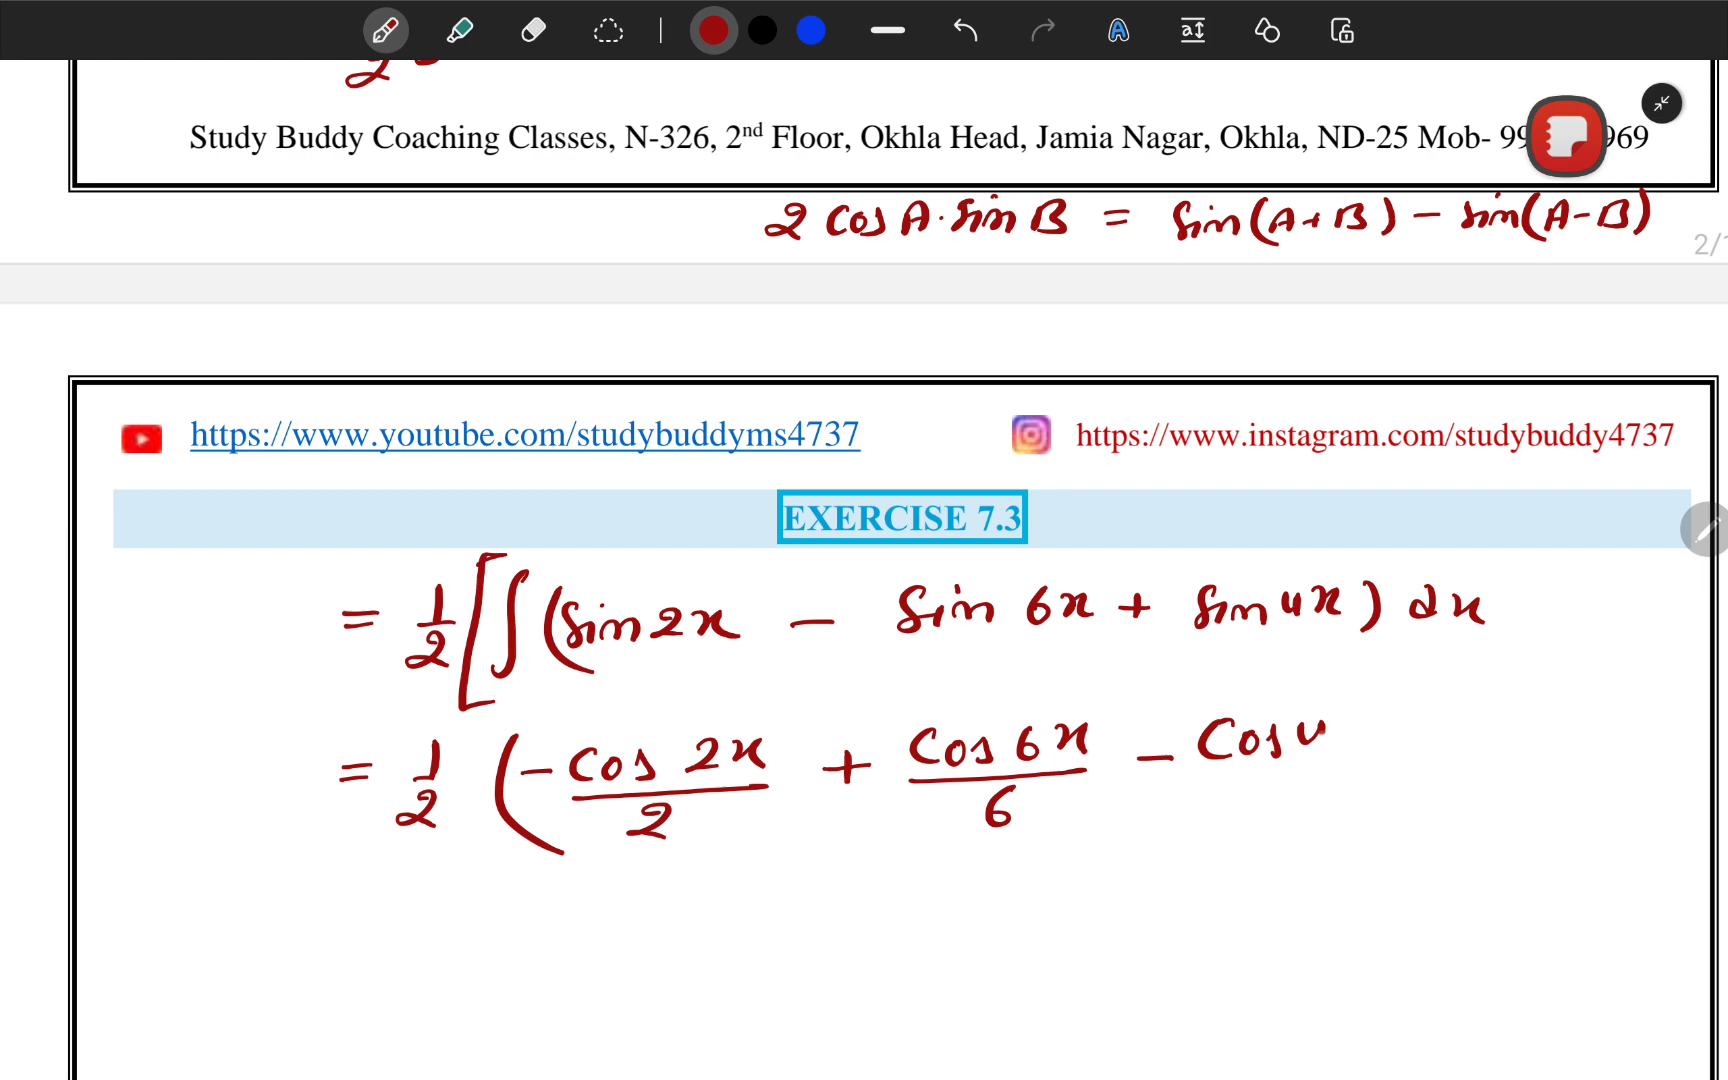 2
Study Buddy Coaching Classes, N-326, 2nd Floor, Okhla Head, Jamia Nagar, Okhla, ND-25 Mob- 99 969
2 cos A · sin B = sin(A+B) – sin(A-B)
2/1
https://www.youtube.com/studybuddyms4737 https://www.instagram.com/studybuddy4737
EXERCISE 7.3
= 1/2 [∫ (sin 2x – sin 6x + sin 4x) dx
= 1/2 (-cos 2x/2 + cos 6x/6 – cos 4